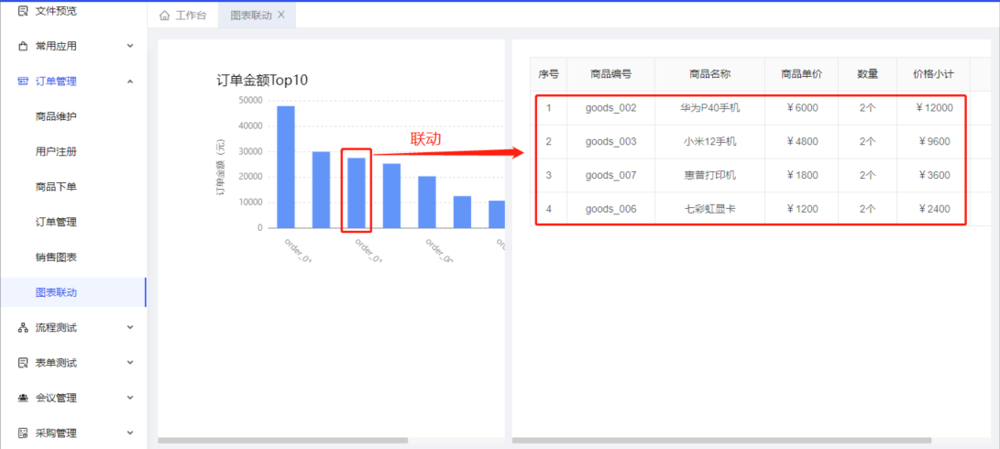 文件预览
常用应用
订单管理
商品维护
用户注册
商品下单
订单管理
销售图表
图表联动
流程测试
表单测试
会议管理
采购管理
工作台
图表联动
订单金额Top10
订单金额（元）
50000
40000
30000
20000
10000
0
order_01
order_01
order_00
联动
序号 商品编号 商品名称 商品单价 数量 价格小计
1 goods_002 华为P40手机 ￥6000 2个 ￥12000
2 goods_003 小米12手机 ￥4800 2个 ￥9600
3 goods_007 惠普打印机 ￥1800 2个 ￥3600
4 goods_006 七彩虹显卡 ￥1200 2个 ￥2400